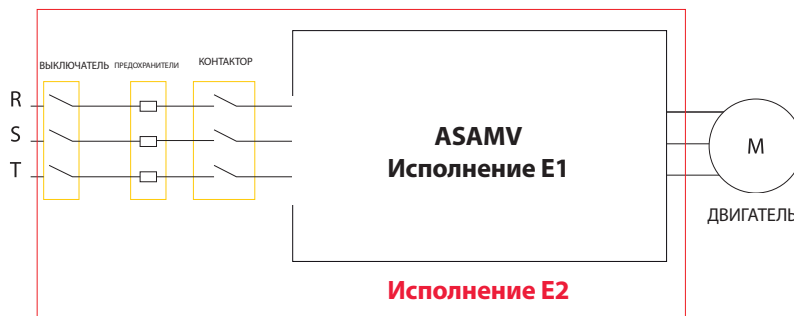 ВЫКЛЮЧАТЕЛЬ ПРЕДОХРАНИТЕЛИ КОНТАКТОР
R
S
T
ASAMV
Исполнение E1
M
ДВИГАТЕЛЬ
Исполнение E2